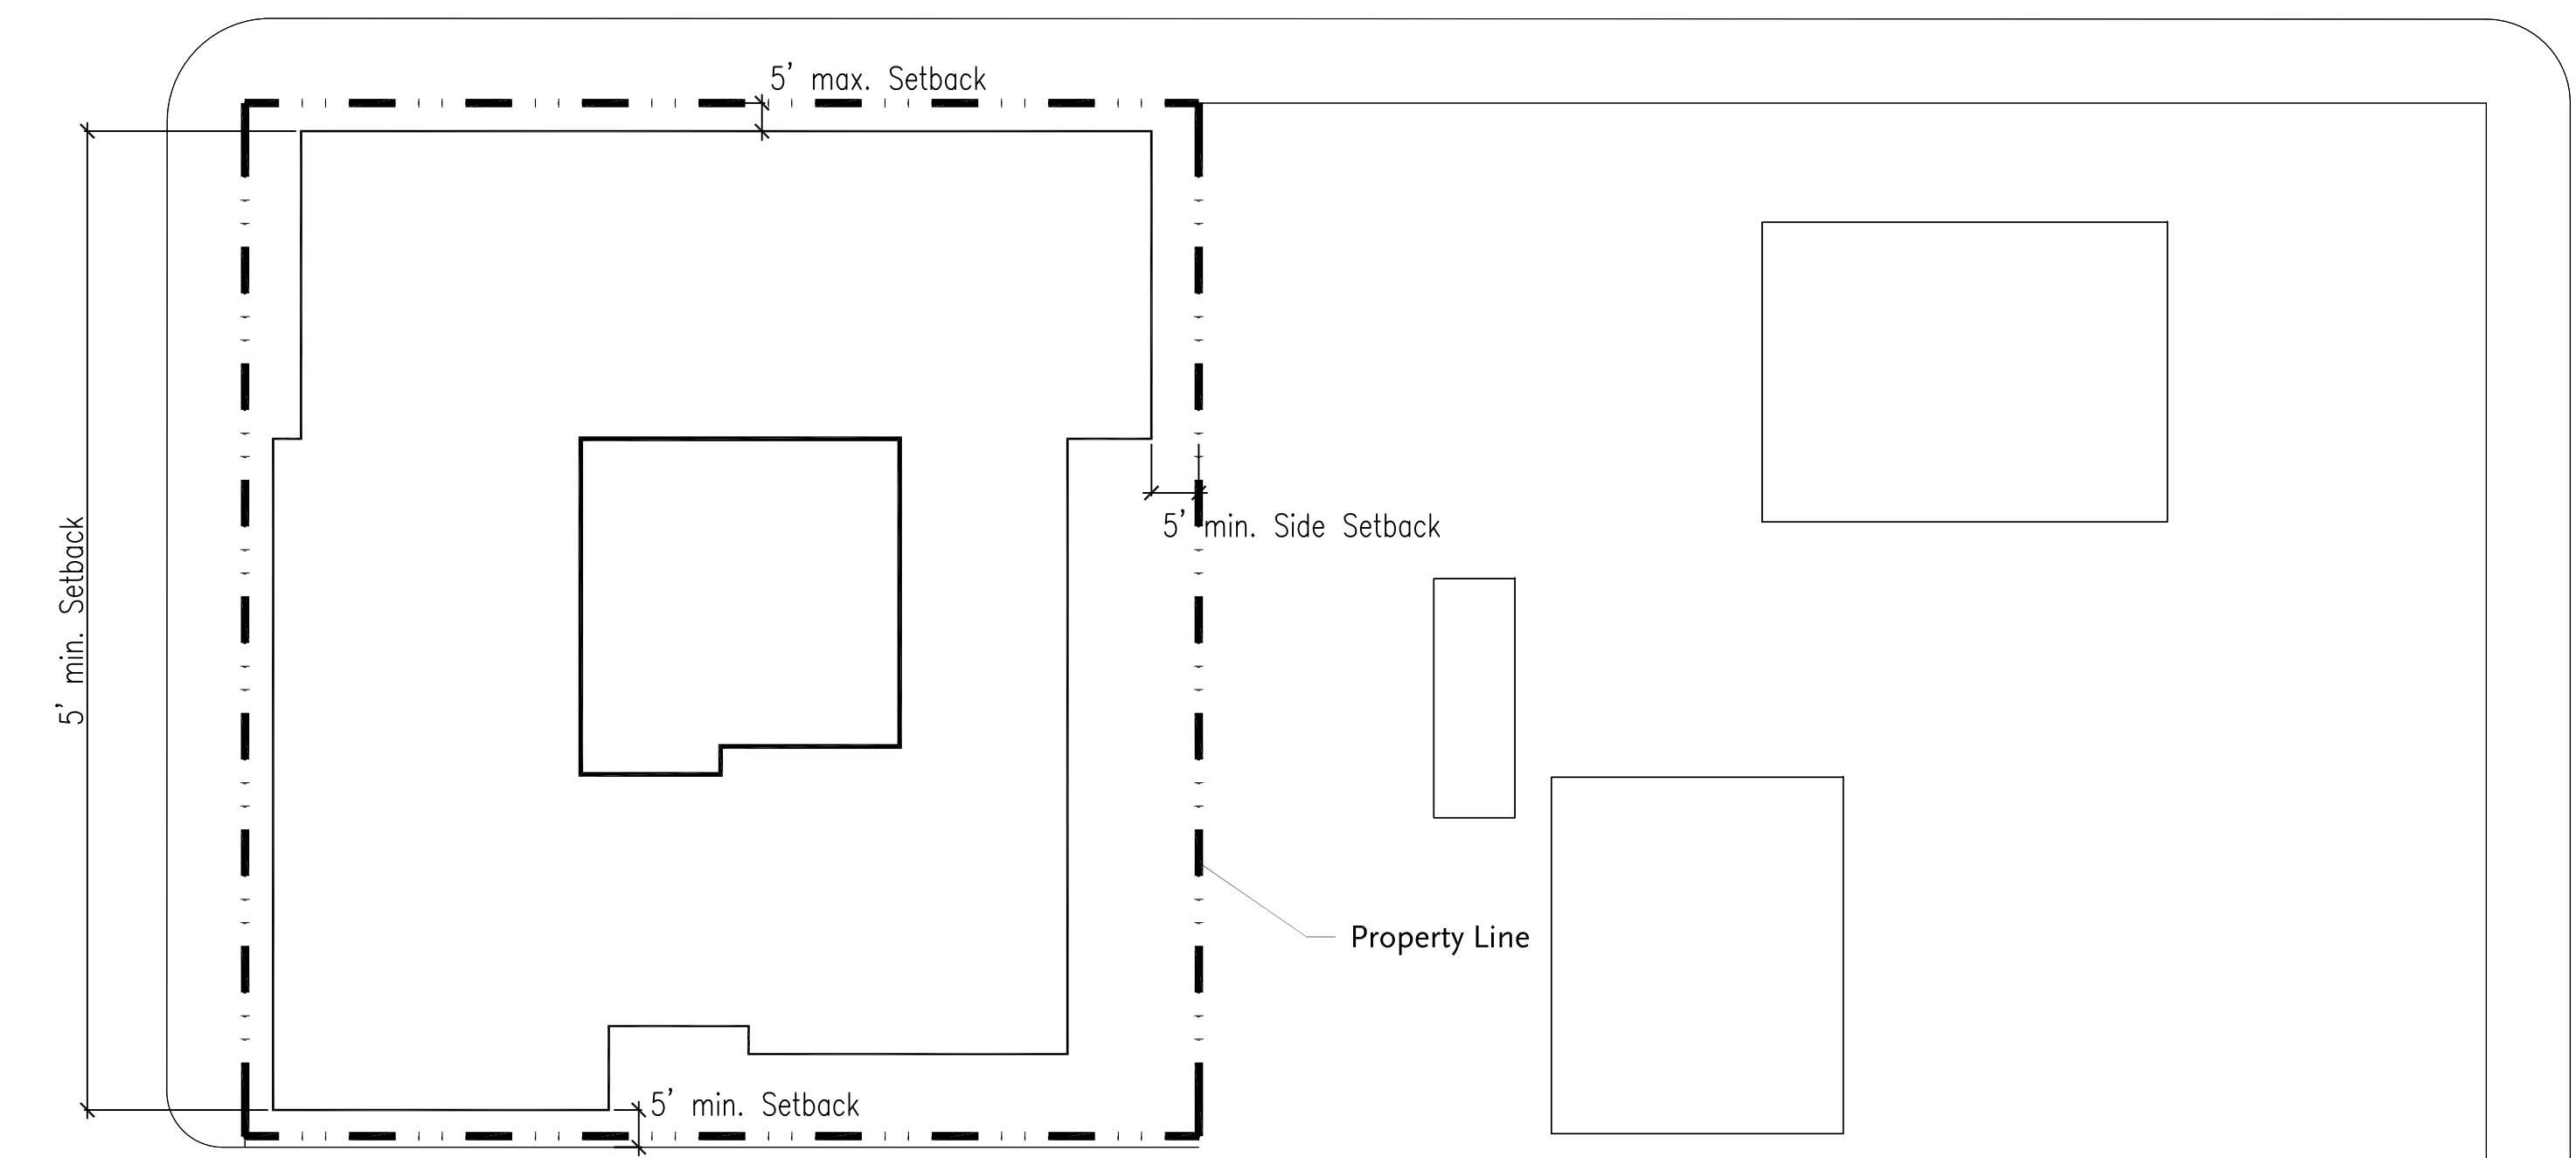 5' max. Setback
5' min. Side Setback
5' min. Setback
Property Line
5' min. Setback